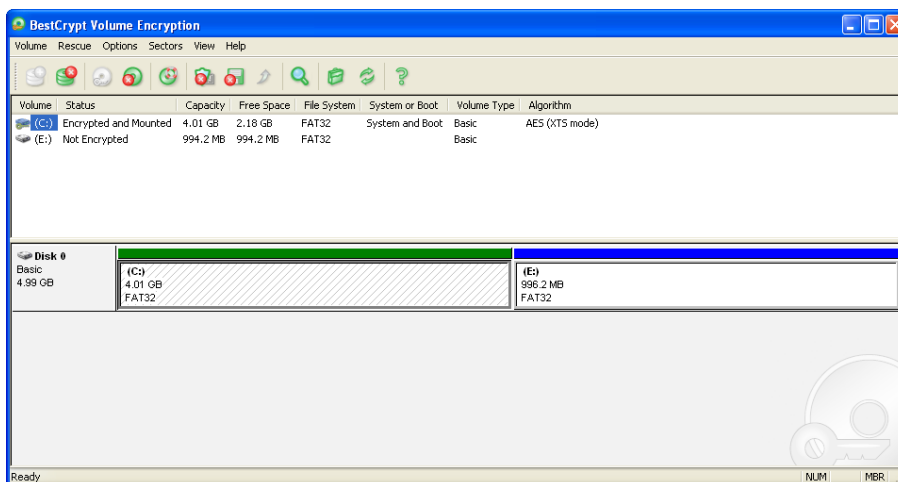 BestCrypt Volume Encryption
Volume Rescue Options Sectors View Help
Volume Status Capacity Free Space File System System or Boot Volume Type Algorithm
(C:) Encrypted and Mounted 4.01 GB 2.18 GB FAT32 System and Boot Basic AES (XTS mode)
(E:) Not Encrypted 994.2 MB 994.2 MB FAT32 Basic
Disk 0
Basic
4.99 GB
(C:)
4.01 GB
FAT32
(E:)
996.2 MB
FAT32
Ready NUM MBR